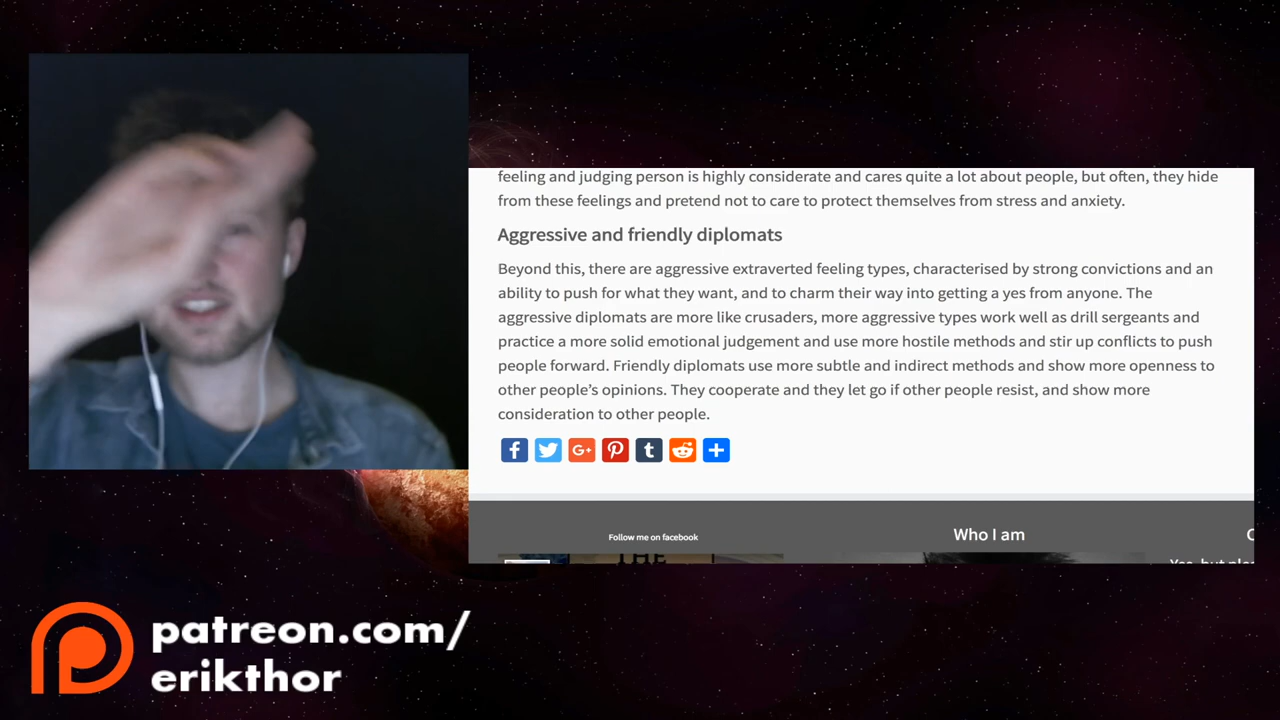 feeling and judging person is highly considerate and cares quite a lot about people, but often, they hide
from these feelings and pretend not to care to protect themselves from stress and anxiety.
Aggressive and friendly diplomats
Beyond this, there are aggressive extraverted feeling types, characterised by strong convictions and an
ability to push for what they want, and to charm their way into getting a yes from anyone. The
aggressive diplomats are more like crusaders, more aggressive types work well as drill sergeants and
practice a more solid emotional judgement and use more hostile methods and stir up conflicts to push
people forward. Friendly diplomats use more subtle and indirect methods and show more openness to
other people’s opinions. They cooperate and they let go if other people resist, and show more
consideration to other people.
Follow me on facebook
Who I am
THE
patreon.com/
erikthor